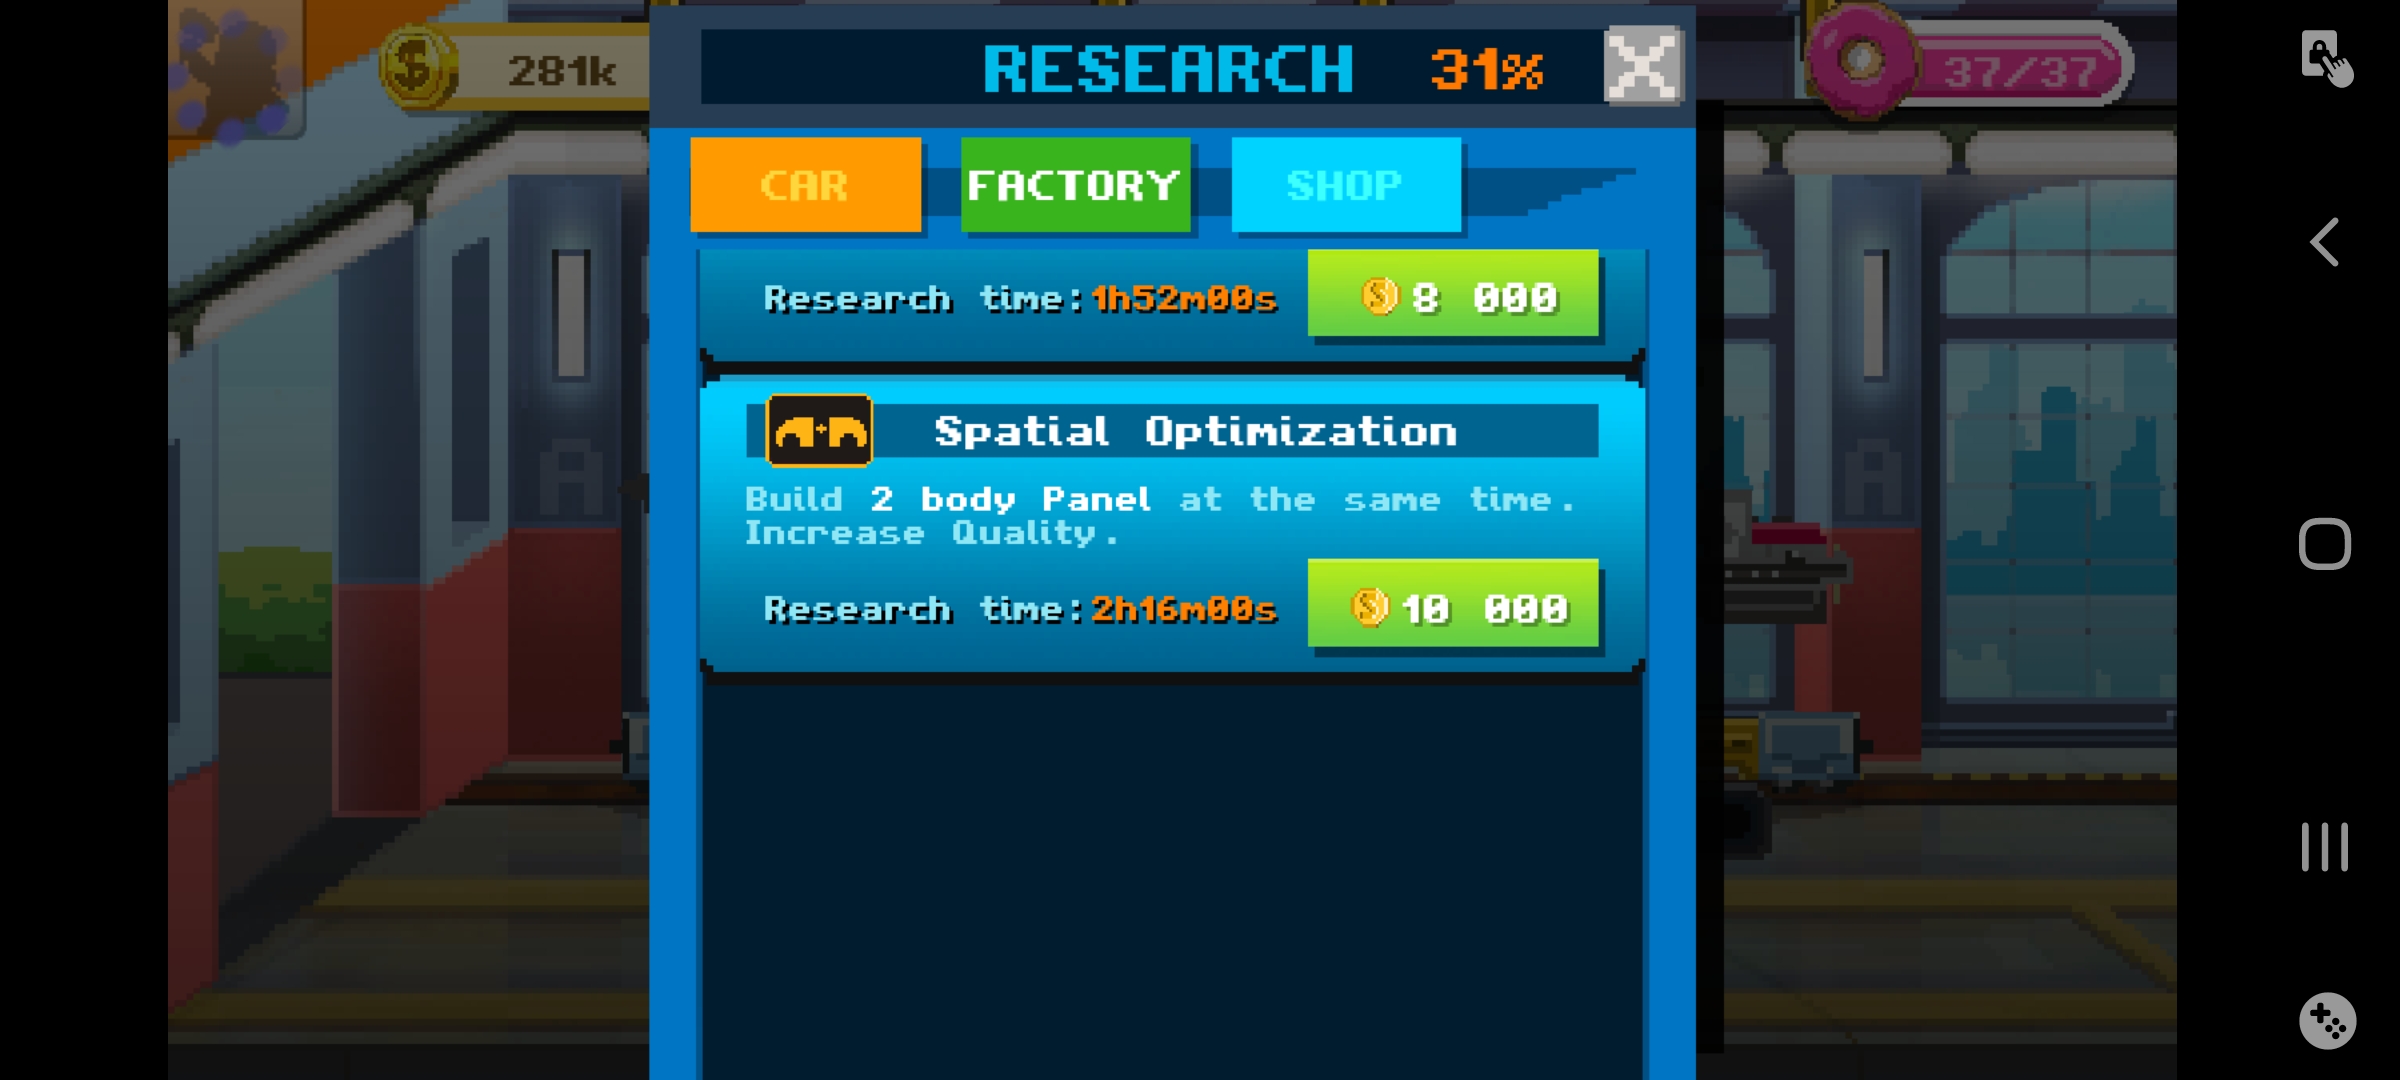 281k
RESEARCH 31%
37/37
CAR FACTORY SHOP
Research time:1h52m00s 8 000
Spatial Optimization
Build 2 body Panel at the same time.
Increase Quality.
Research time:2h16m00s 10 000
A A